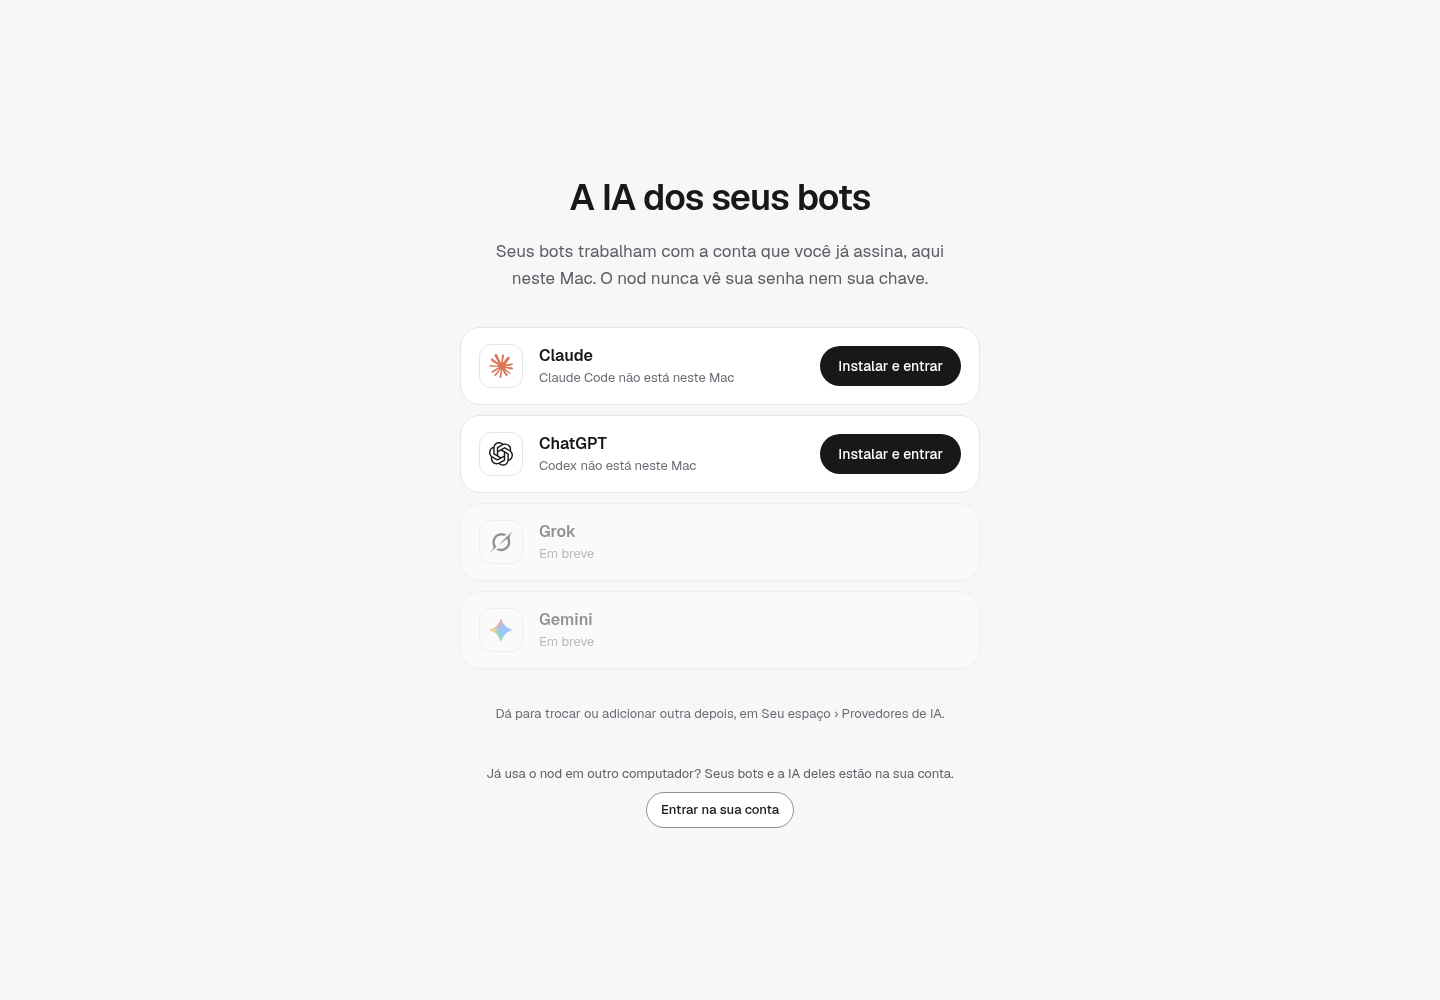 A IA dos seus bots
Seus bots trabalham com a conta que você já assina, aqui
neste Mac. O nod nunca vê sua senha nem sua chave.
Claude
Claude Code não está neste Mac
Instalar e entrar
ChatGPT
Codex não está neste Mac
Instalar e entrar
Grok
Em breve
Gemini
Em breve
Dá para trocar ou adicionar outra depois, em Seu espaço › Provedores de IA.
Já usa o nod em outro computador? Seus bots e a IA deles estão na sua conta.
Entrar na sua conta